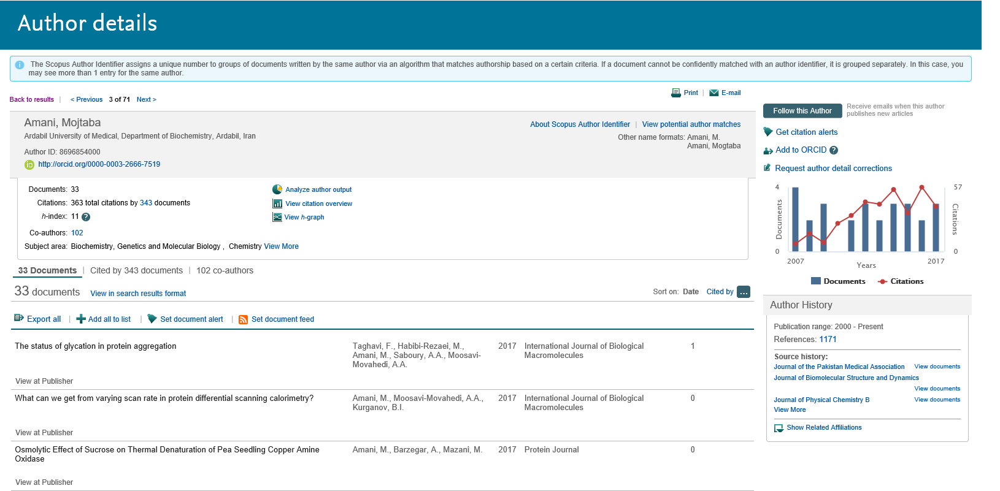 Author details
The Scopus Author Identifier assigns a unique number to groups of documents written by the same author via an algorithm that matches authorship based on a certain criteria. If a document cannot be confidently matched with an author identifier, it is grouped separately. In this case, you
may see more than 1 entry for the same author.
Print | E-mail
Back to results | < Previous 3 of 71 Next >
Amani, Mojtaba
Ardabil University of Medical, Department of Biochemistry, Ardabil, Iran
Author ID: 8696854000
iD http://orcid.org/0000-0003-2666-7519
About Scopus Author Identifier | View potential author matches
Other name formats: Amani, M.
Amani, Mogtaba
Documents: 33
Citations: 363 total citations by 343 documents
h-index: 11 ?
Co-authors: 102
Subject area: Biochemistry, Genetics and Molecular Biology , Chemistry View More
Analyze author output
View citation overview
View h-graph
33 Documents | Cited by 343 documents | 102 co-authors
33 documents View in search results format
Sort on: Date Cited by ...
Export all | Add all to list | Set document alert | Set document feed
The status of glycation in protein aggregation
Taghavi, F., Habibi-Rezaei, M.,
Amani, M., Saboury, A.A., Moosavi-
Movahedi, A.A.
2017
International Journal of Biological
Macromolecules
1
View at Publisher
What can we get from varying scan rate in protein differential scanning calorimetry?
Amani, M., Moosavi-Movahedi, A.A.,
Kurganov, B.I.
2017
International Journal of Biological
Macromolecules
0
View at Publisher
Osmolytic Effect of Sucrose on Thermal Denaturation of Pea Seedling Copper Amine
Oxidase
Amani, M., Barzegar, A., Mazani, M.
2017
Protein Journal
0
View at Publisher
Follow this Author
Receive emails when this author
publishes new articles
Get citation alerts
Add to ORCID ?
Request author detail corrections
4
57
Documents
Citations
0
0
2007
2017
Years
Documents Citations
Author History
Publication range: 2000 - Present
References: 1171
Source history:
Journal of the Pakistan Medical Association View documents
Journal of Biomolecular Structure and Dynamics
View documents
Journal of Physical Chemistry B View documents
View More
Show Related Affiliations